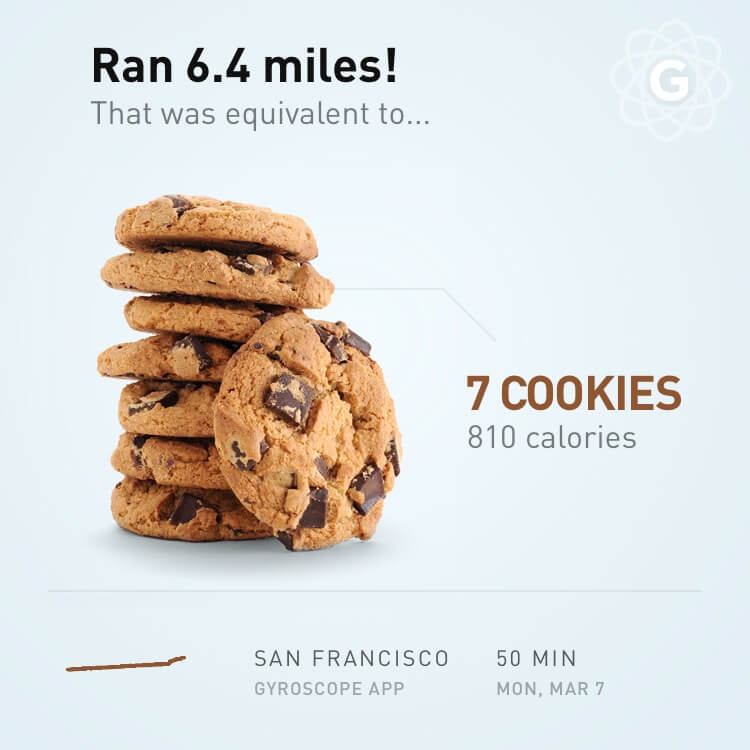 Ran 6.4 miles!
G
That was equivalent to...
7 COOKIES
810 calories
SAN FRANCISCO
50 MIN
GYROSCOPE APP
MON, MAR 7